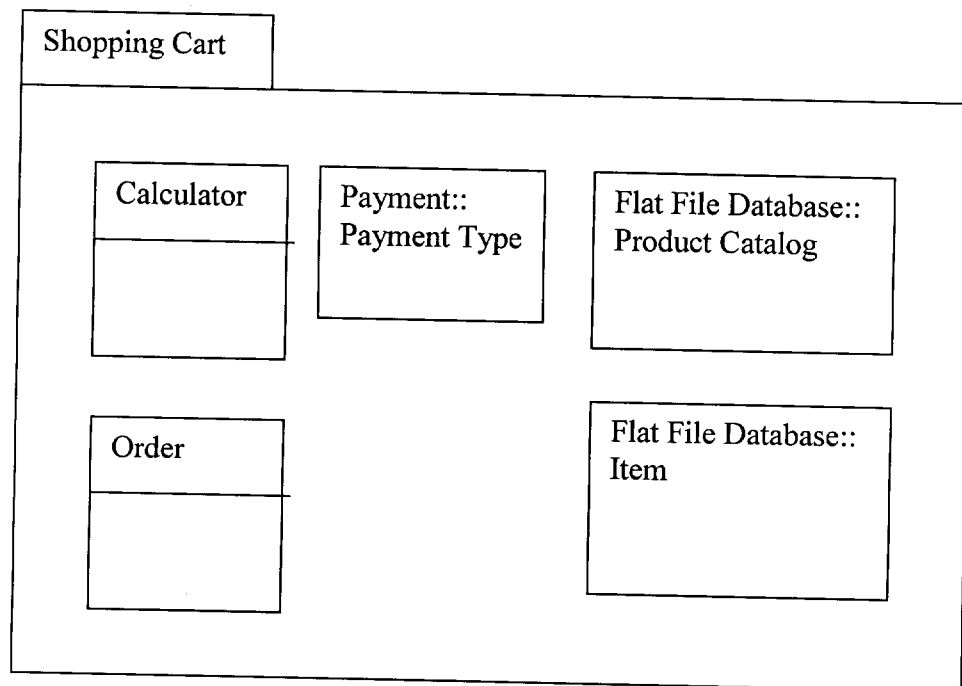 Shopping Cart
Calculator
Payment::
Payment Type
Flat File Database::
Product Catalog
Order
Flat File Database::
Item